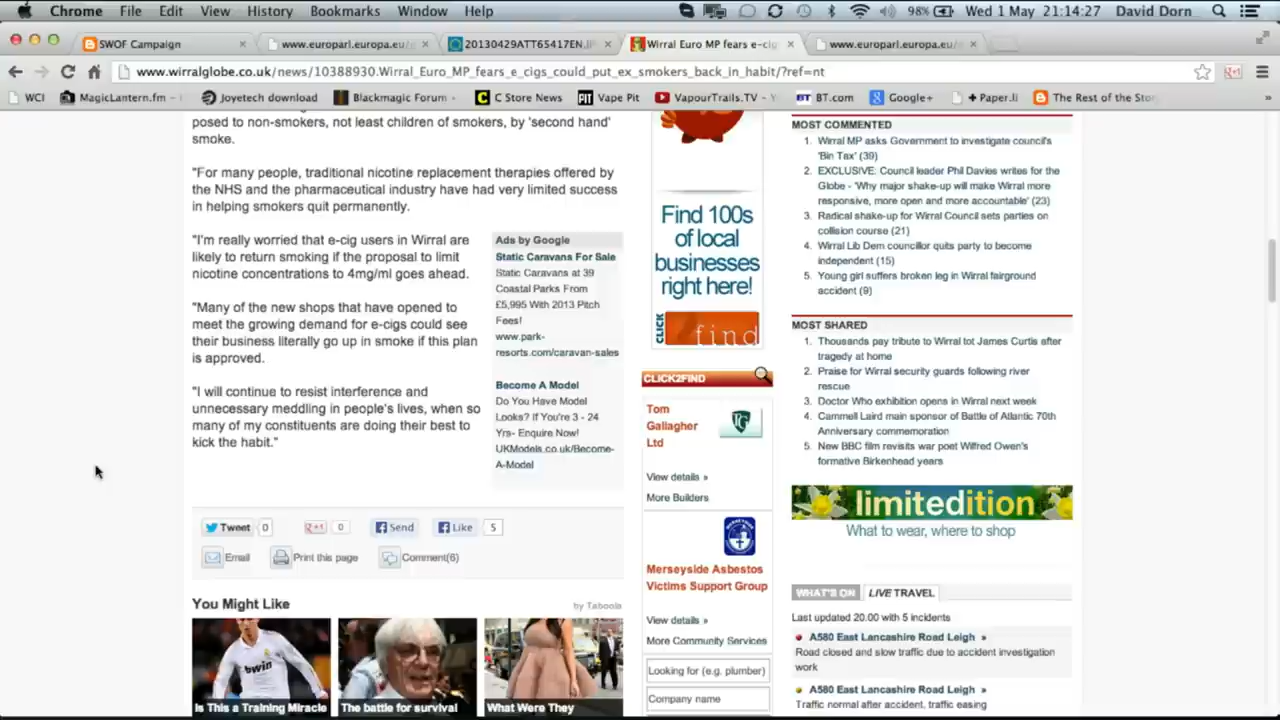 Chrome File Edit View History Bookmarks Window Help 98% Wed 1 May 21:14:27 David Dorn
SWOF Campaign
www.europarl.europa.eu/
20130429ATT65417EN.
Wirral Euro MP fears e-cig
www.europarl.europa.eu/
www.wirralglobe.co.uk/news/10388930.Wirral_Euro_MP_fears_e_cigs_could_put_ex_smokers_back_in_habit/?ref=nt
WCI MagicLantern.fm – Joyetech download Blackmagic Forum C Store News Vape Pit VapourTrails.TV – BT.com Google+ + Paper.li The Rest of the Stor »
posed to non-smokers, not least children of smokers, by 'second hand'
smoke.
"For many people, traditional nicotine replacement therapies offered by
the NHS and the pharmaceutical industry have had very limited success
in helping smokers quit permanently.
"I'm really worried that e-cig users in Wirral are
likely to return smoking if the proposal to limit
nicotine concentrations to 4mg/ml goes ahead.
"Many of the new shops that have opened to
meet the growing demand for e-cigs could see
their business literally go up in smoke if this plan
is approved.
"I will continue to resist interference and
unnecessary meddling in people's lives, when so
many of my constituents are doing their best to
kick the habit."
Ads by Google
Static Caravans For Sale
Static Caravans at 39
Coastal Parks From
£5,995 With 2013 Pitch
Fees!
www.park-
resorts.com/caravan-sales
Become A Model
Do You Have Model
Looks? If You're 3 - 24
Yrs- Enquire Now!
UKModels.co.uk/Become-
A-Model
Tweet 0 +1 0 Send Like 5
Email Print this page Comment(6)
You Might Like
by Taboola
bwin
Is This a Training Miracle
The battle for survival
What Were They
Find 100s
of local
businesses
right here!
CLICK
find
CLICK2FIND
Tom
Gallagher
Ltd
View details »
More Builders
Merseyside Asbestos
Victims Support Group
View details »
More Community Services
Looking for (e.g. plumber)
Company name
MOST COMMENTED
1. Wirral MP asks Government to investigate council's
'Bin Tax' (39)
2. EXCLUSIVE: Council leader Phil Davies writes for the
Globe - 'Why major shake-up will make Wirral more
responsive, more open and more accountable' (23)
3. Radical shake-up for Wirral Council sets parties on
collision course (21)
4. Wirral Lib Dem councillor quits party to become
independent (15)
5. Young girl suffers broken leg in Wirral fairground
accident (9)
MOST SHARED
1. Thousands pay tribute to Wirral tot James Curtis after
tragedy at home
2. Praise for Wirral security guards following river
rescue
3. Doctor Who exhibition opens in Wirral next week
4. Cammell Laird main sponsor of Battle of Atlantic 70th
Anniversary commemoration
5. New BBC film revisits war poet Wilfred Owen's
formative Birkenhead years
limitedition
What to wear, where to shop
WHAT'S ON LIVE TRAVEL
Last updated 20.00 with 5 incidents
A580 East Lancashire Road Leigh »
Road closed and slow traffic due to accident investigation
work
A580 East Lancashire Road Leigh »
Traffic normal after accident, traffic easing